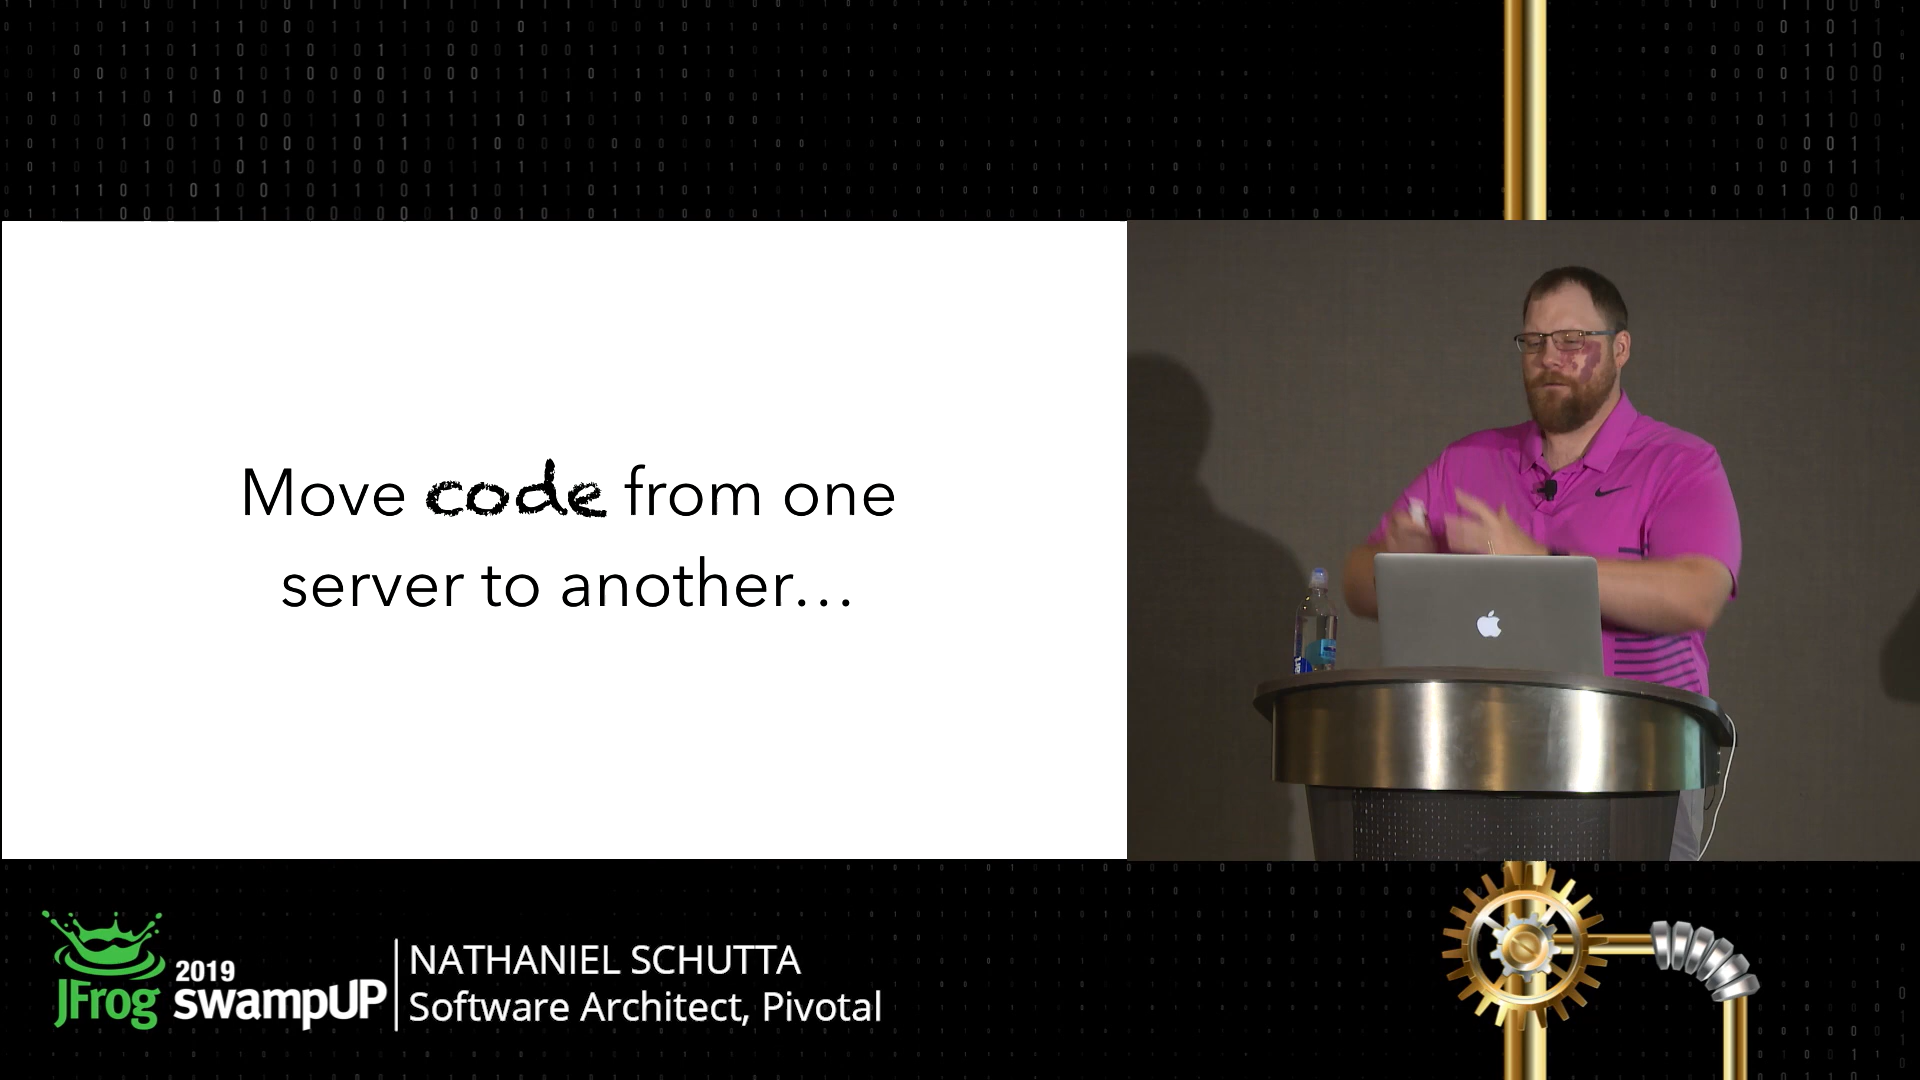 Move code from one
server to another...
JFrog
2019
swampUP
NATHANIEL SCHUTTA
Software Architect, Pivotal